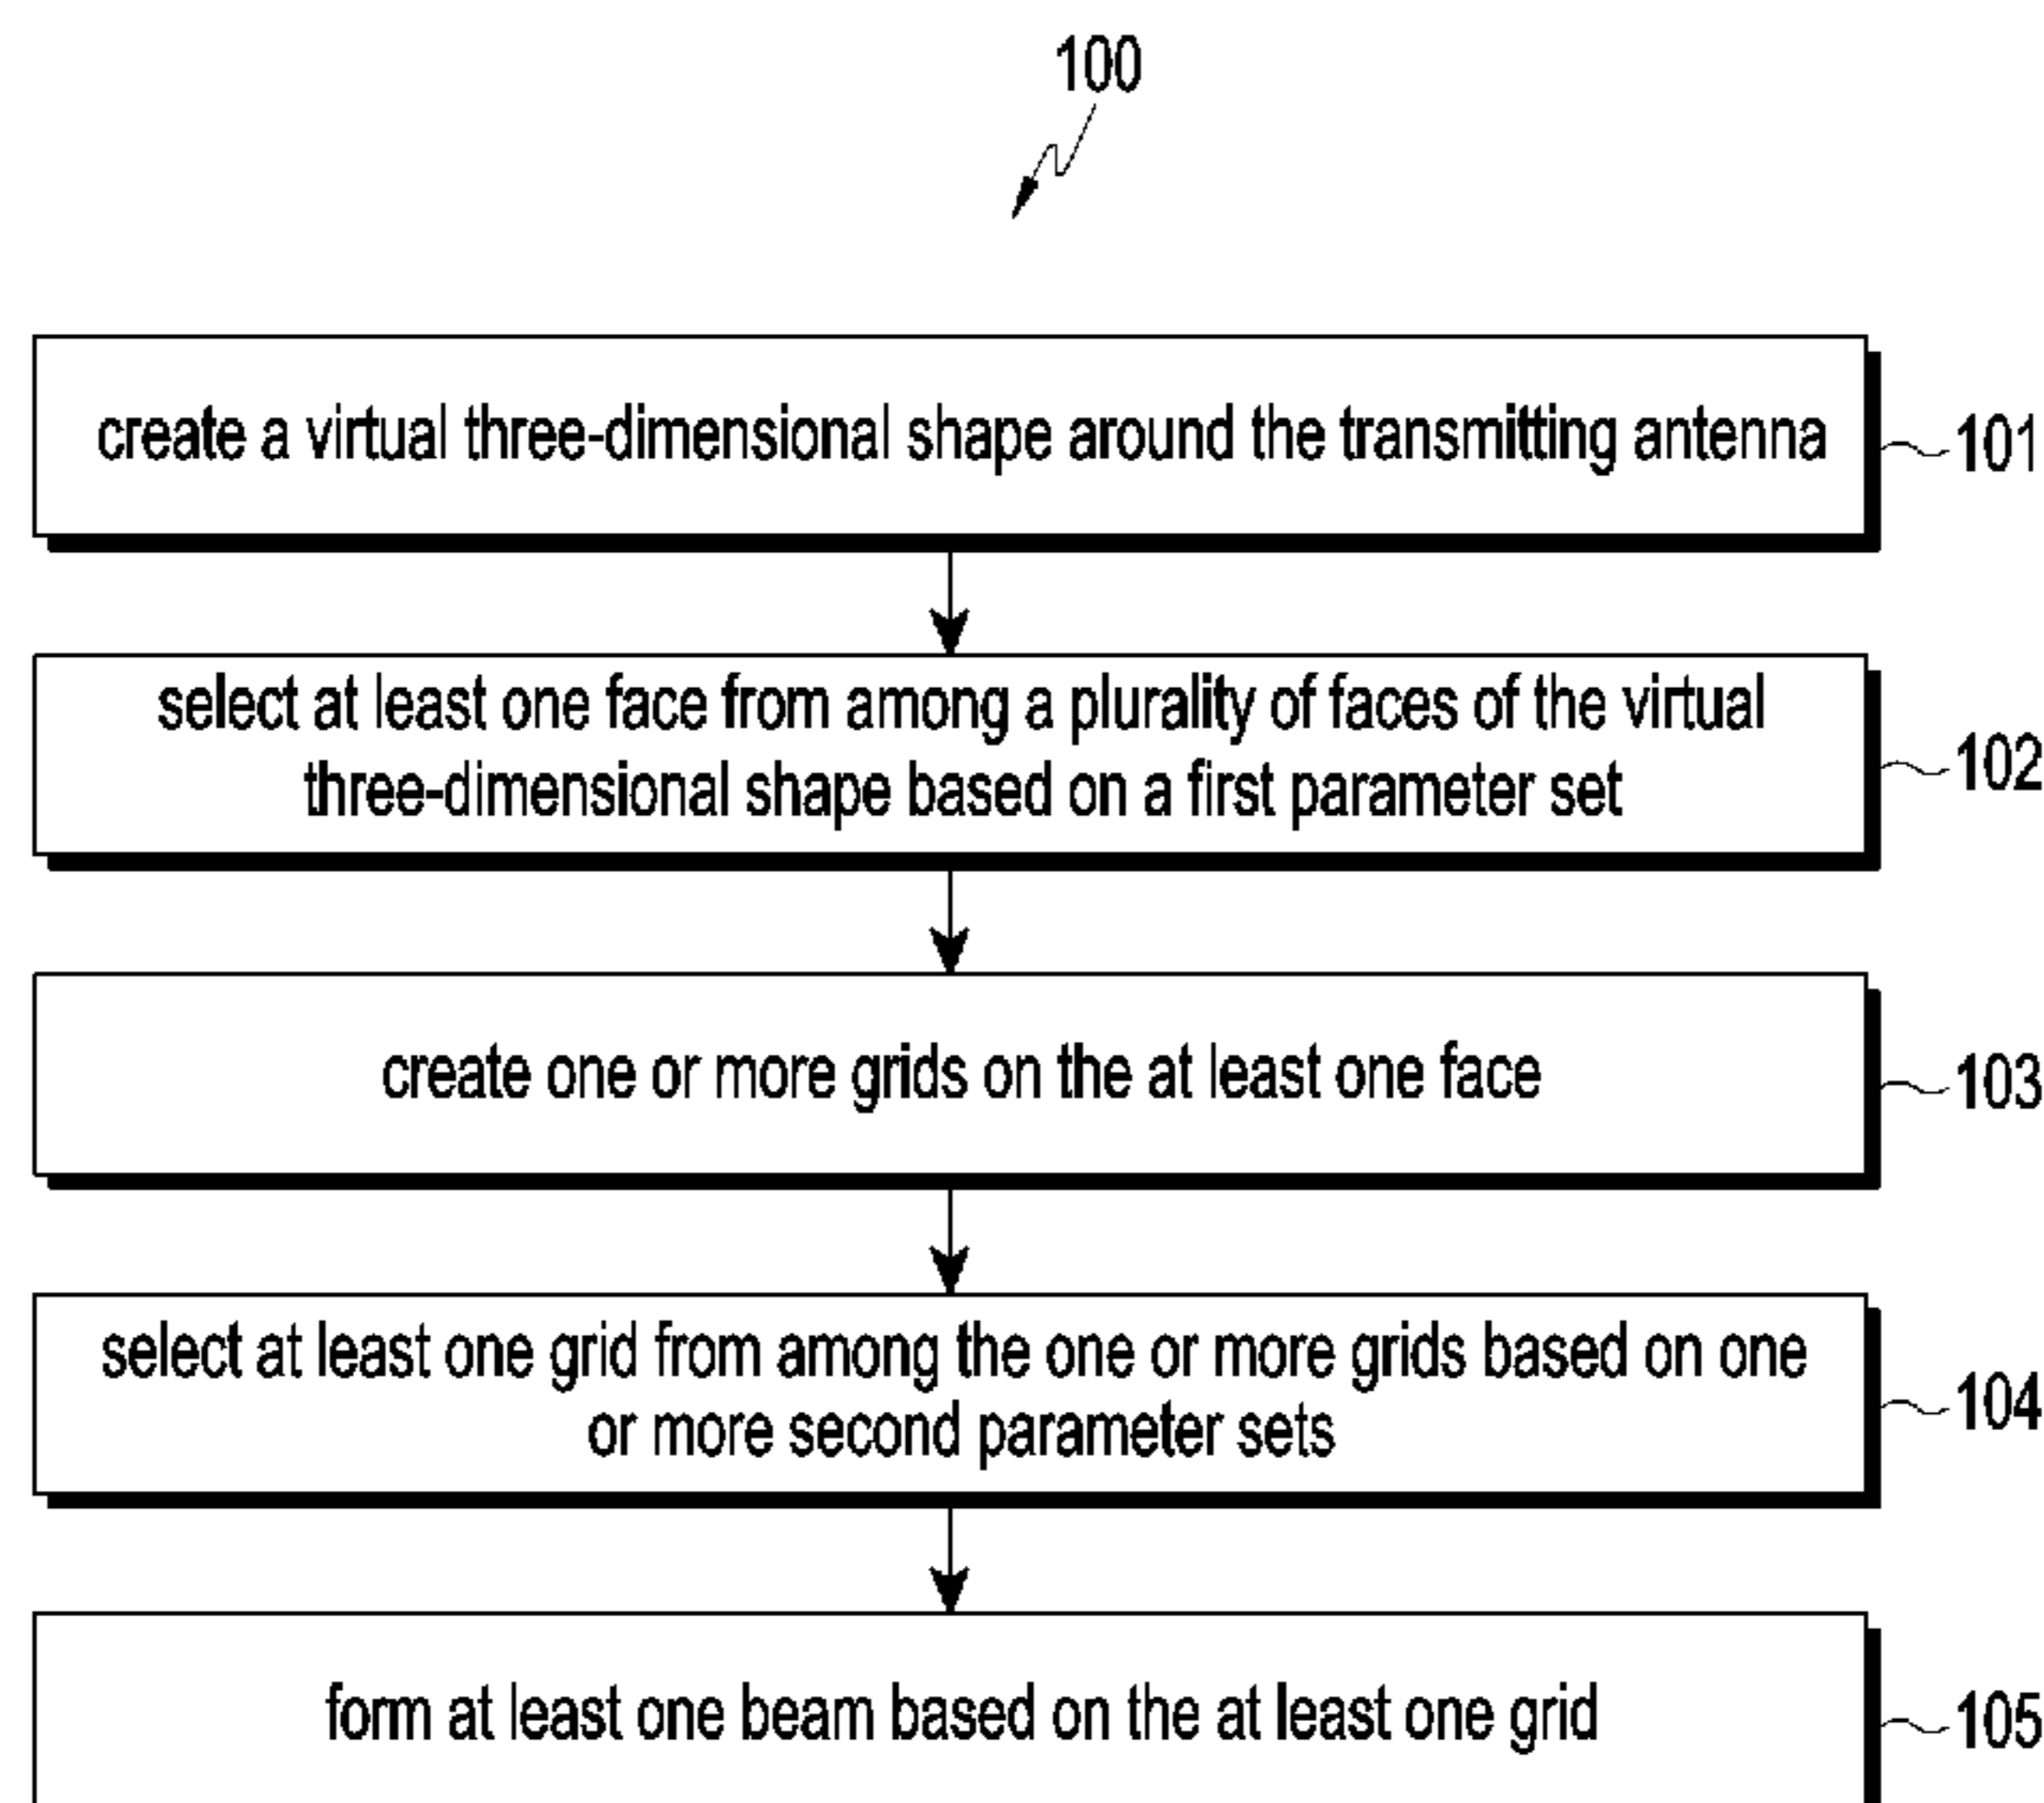 100
create a virtual three-dimensional shape around the transmitting antenna
101
select at least one face from among a plurality of faces of the virtual
three-dimensional shape based on a first parameter set
102
create one or more grids on the at least one face
103
select at least one grid from among the one or more grids based on one
or more second parameter sets
104
form at least one beam based on the at least one grid
105